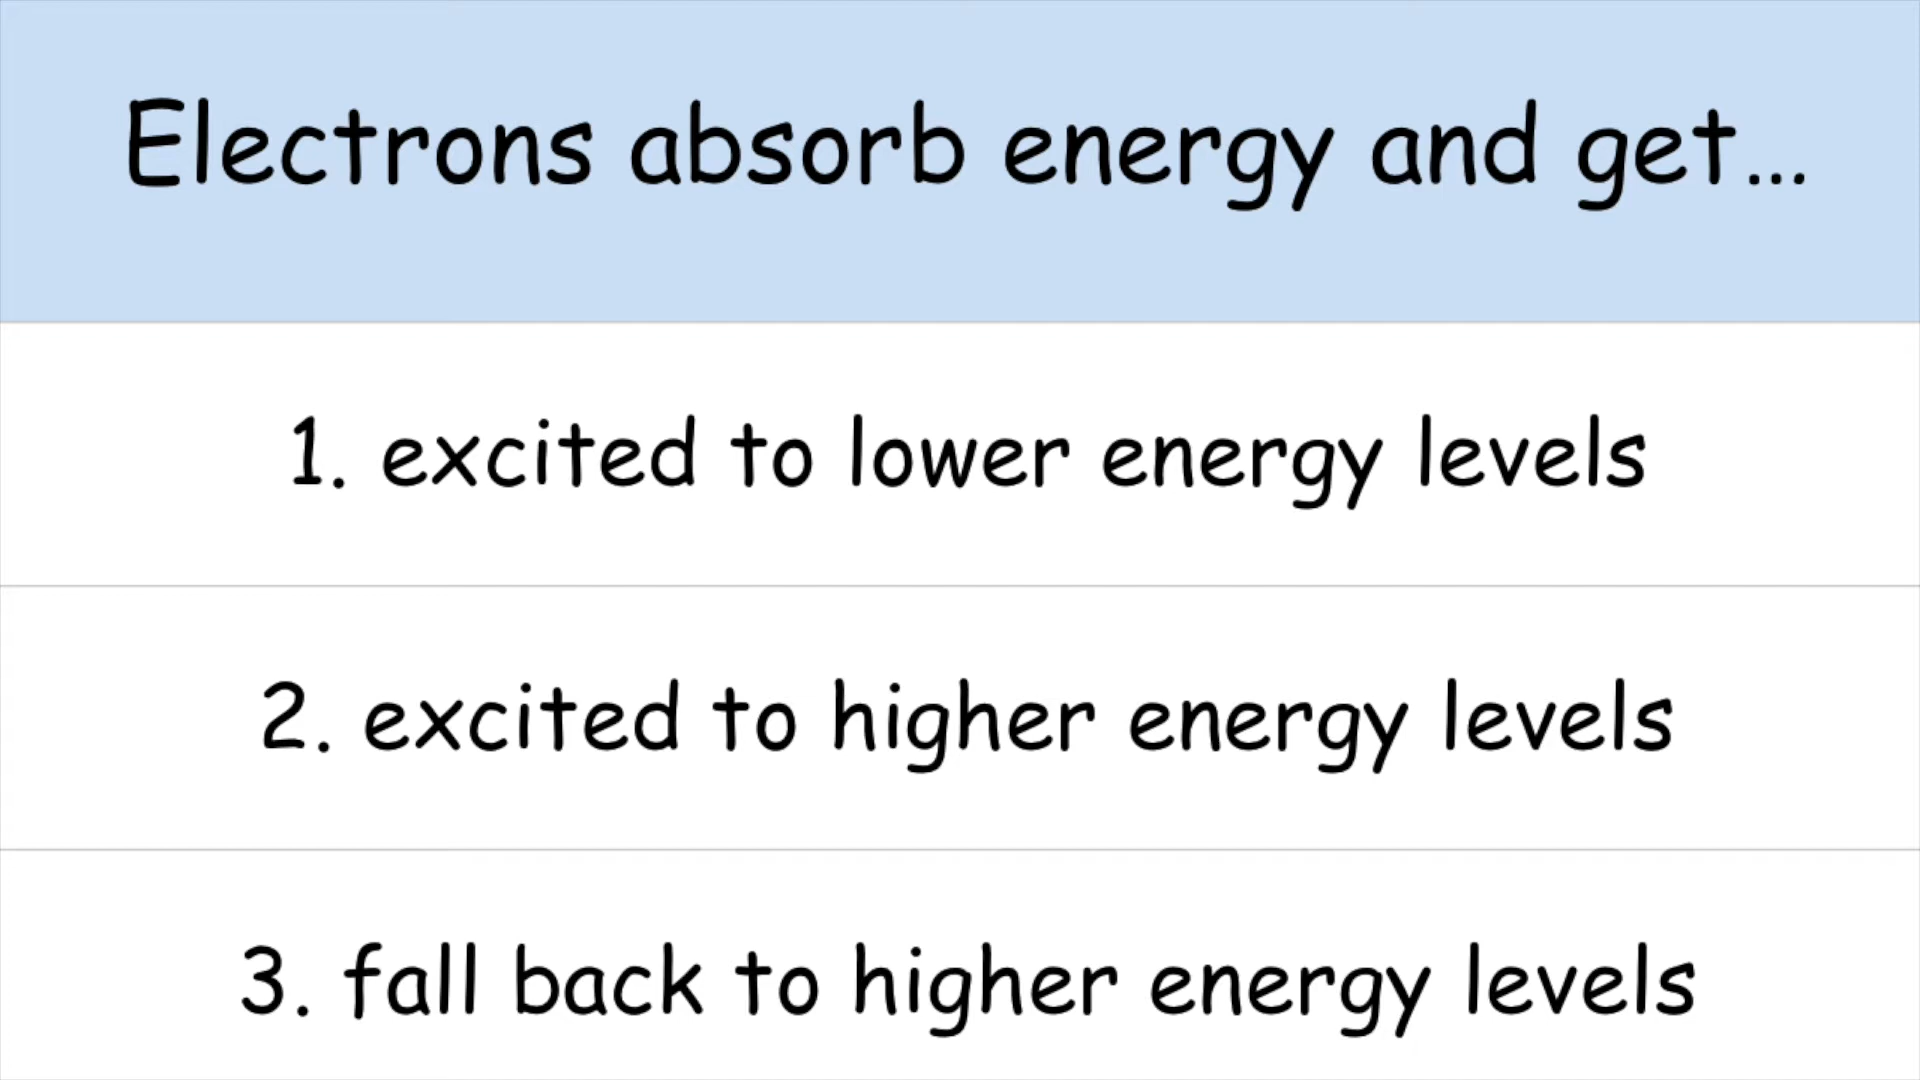 Electrons absorb energy and get...
1. excited to lower energy levels
2. excited to higher energy levels
3. fall back to higher energy levels